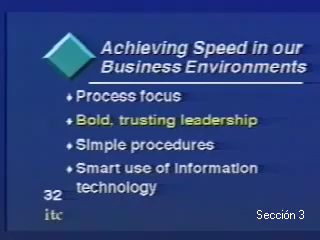 Achieving Speed in our
Business Environments
Process focus
Bold, trusting leadership
Simple procedures
Smart use of information
technology
32
itc
Sección 3